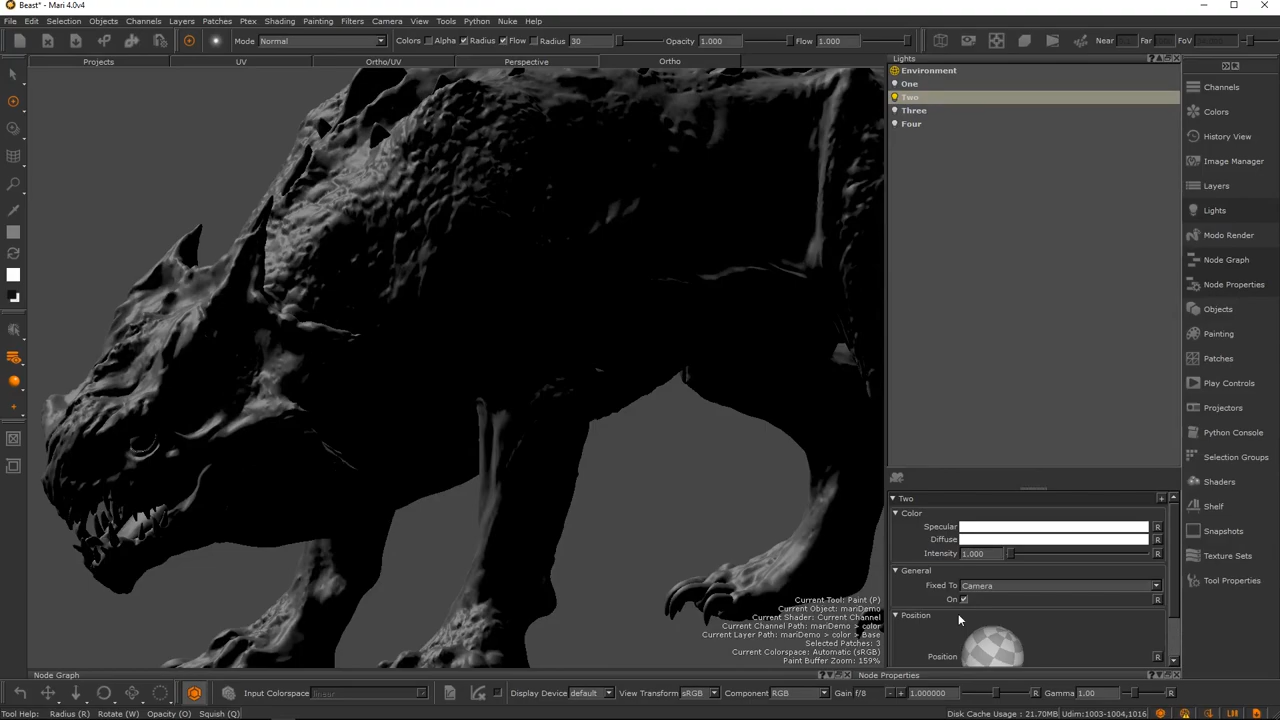 Beast* - Mari 4.0v4
File Edit Selection Objects Channels Layers Patches Ptex Shading Painting Filters Camera View Tools Python Nuke Help
Mode Normal Colors Alpha Radius Flow Radius 30 Opacity 1.000 Flow 1.000 Near Far FoV
Projects UV Ortho/UV Perspective Ortho
Lights
Environment
One
Two
Three
Four
Channels
Colors
History View
Image Manager
Layers
Lights
Modo Render
Node Graph
Node Properties
Objects
Painting
Patches
Play Controls
Projectors
Python Console
Selection Groups
Shaders
Shelf
Snapshots
Texture Sets
Tool Properties
Two
Color
Specular R
Diffuse R
Intensity 1.000 R
General
Fixed To Camera
On R
Position
Position R
Current Tool: Paint (P)
Current Object: mariDemo
Current Shader: Current Channel
Current Channel Path: mariDemo > color
Current Layer Path: mariDemo > color > Base
Selected Patches: 3
Current Colorspace: Automatic (sRGB)
Paint Buffer Zoom: 159%
Node Graph Node Properties
Input Colorspace linear Display Device default View Transform sRGB Component RGB Gain f/8 - + 1.000000 R Gamma 1.00 R
Tool Help: Radius (R) Rotate (W) Opacity (O) Squish (Q) Disk Cache Usage : 21.70MB Udim:1003-1004,1016